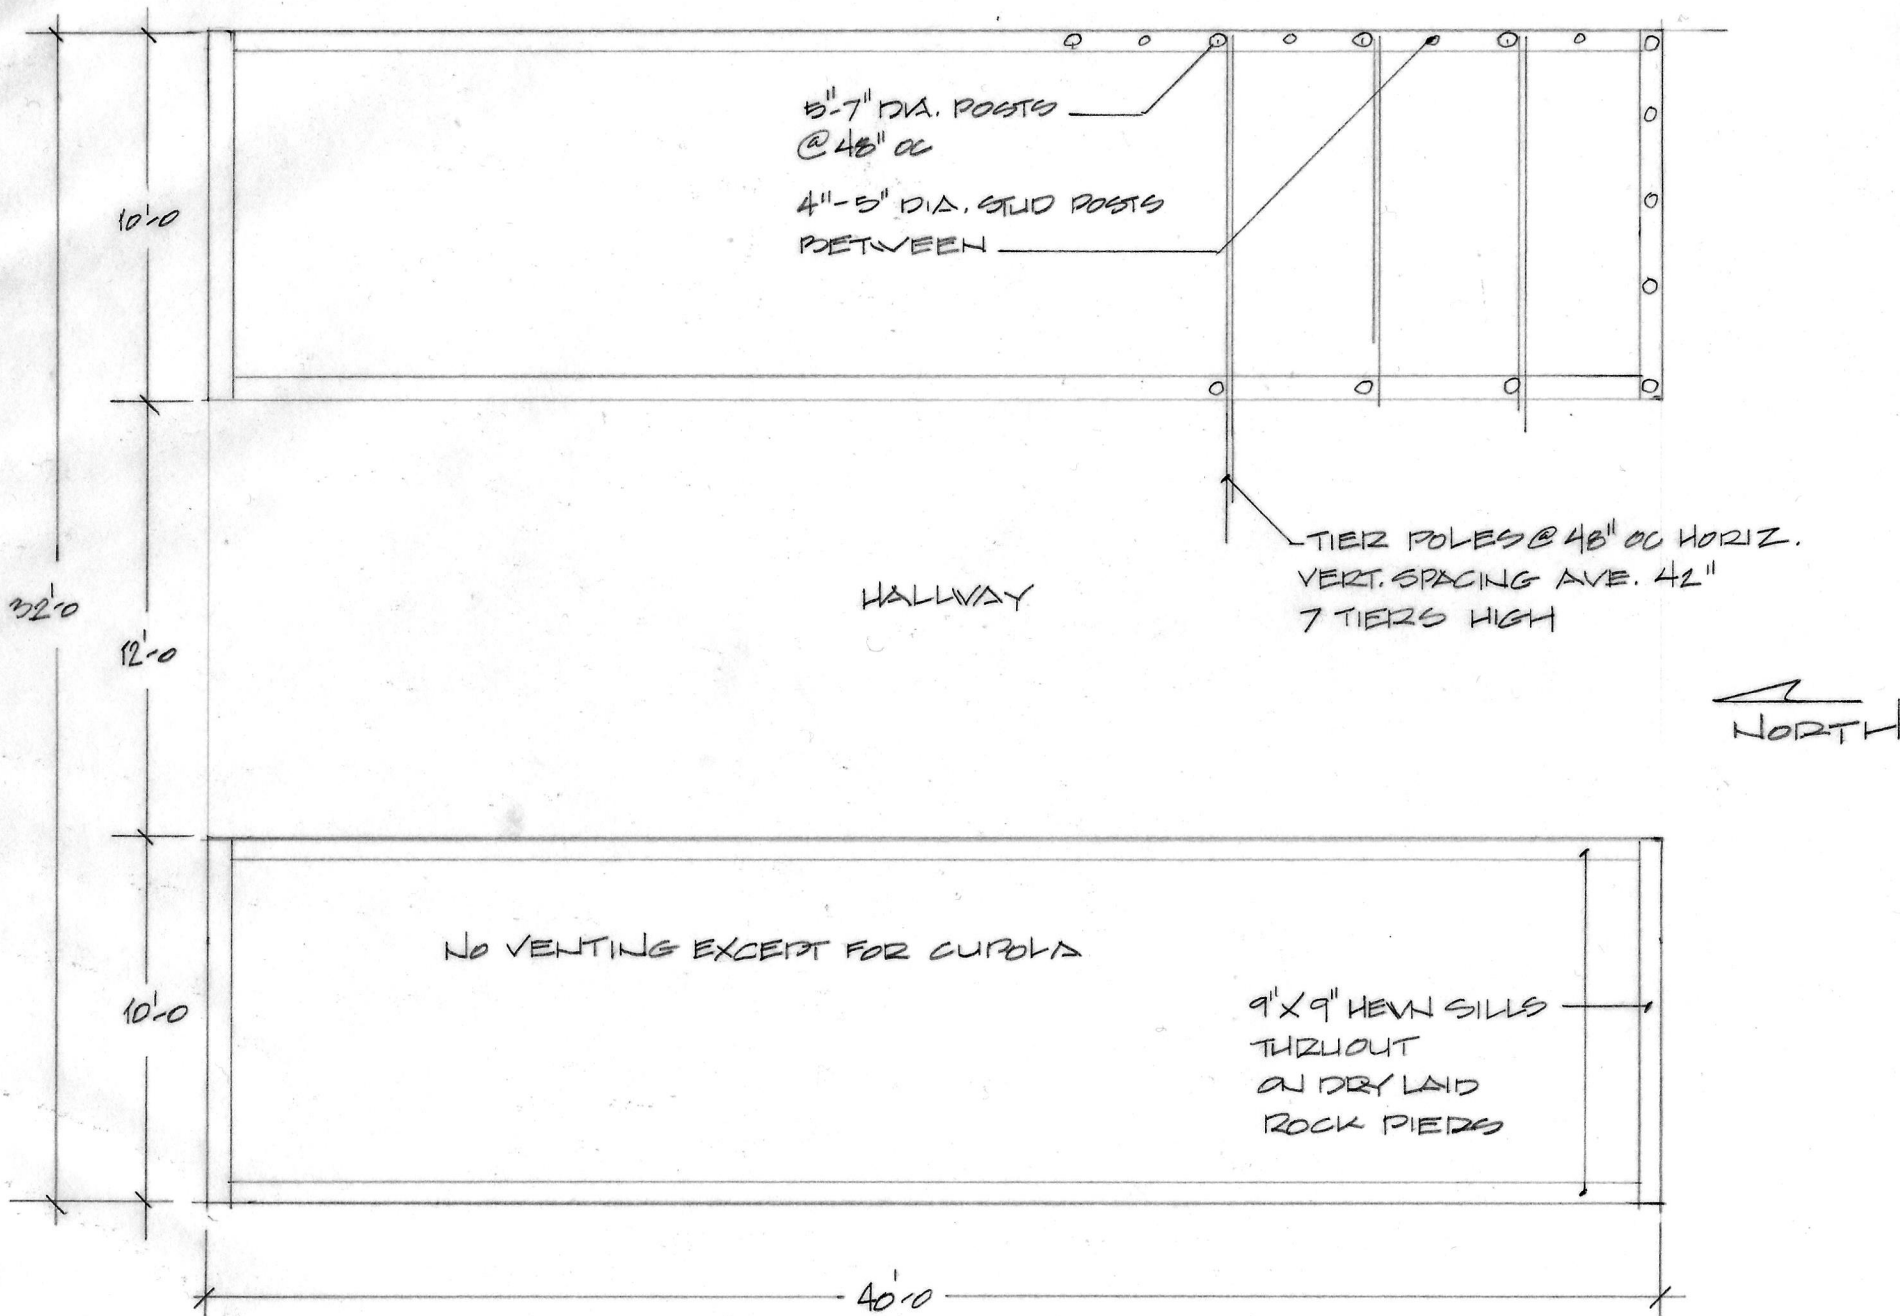 5"-7" DIA. POSTS
@ 48" OC
4"-5" DIA. STUD POSTS
BETWEEN
10'-0
32'-0
12'-0
HALLWAY
TIER POLES @ 48" OC HORIZ.
VERT. SPACING AVE. 42"
7 TIERS HIGH
NORTH
NO VENTING EXCEPT FOR CUPOLA
10'-0
9" X 9" HEWN SILLS
THRUOUT
ON DRY LAID
ROCK PIERS
40'-0